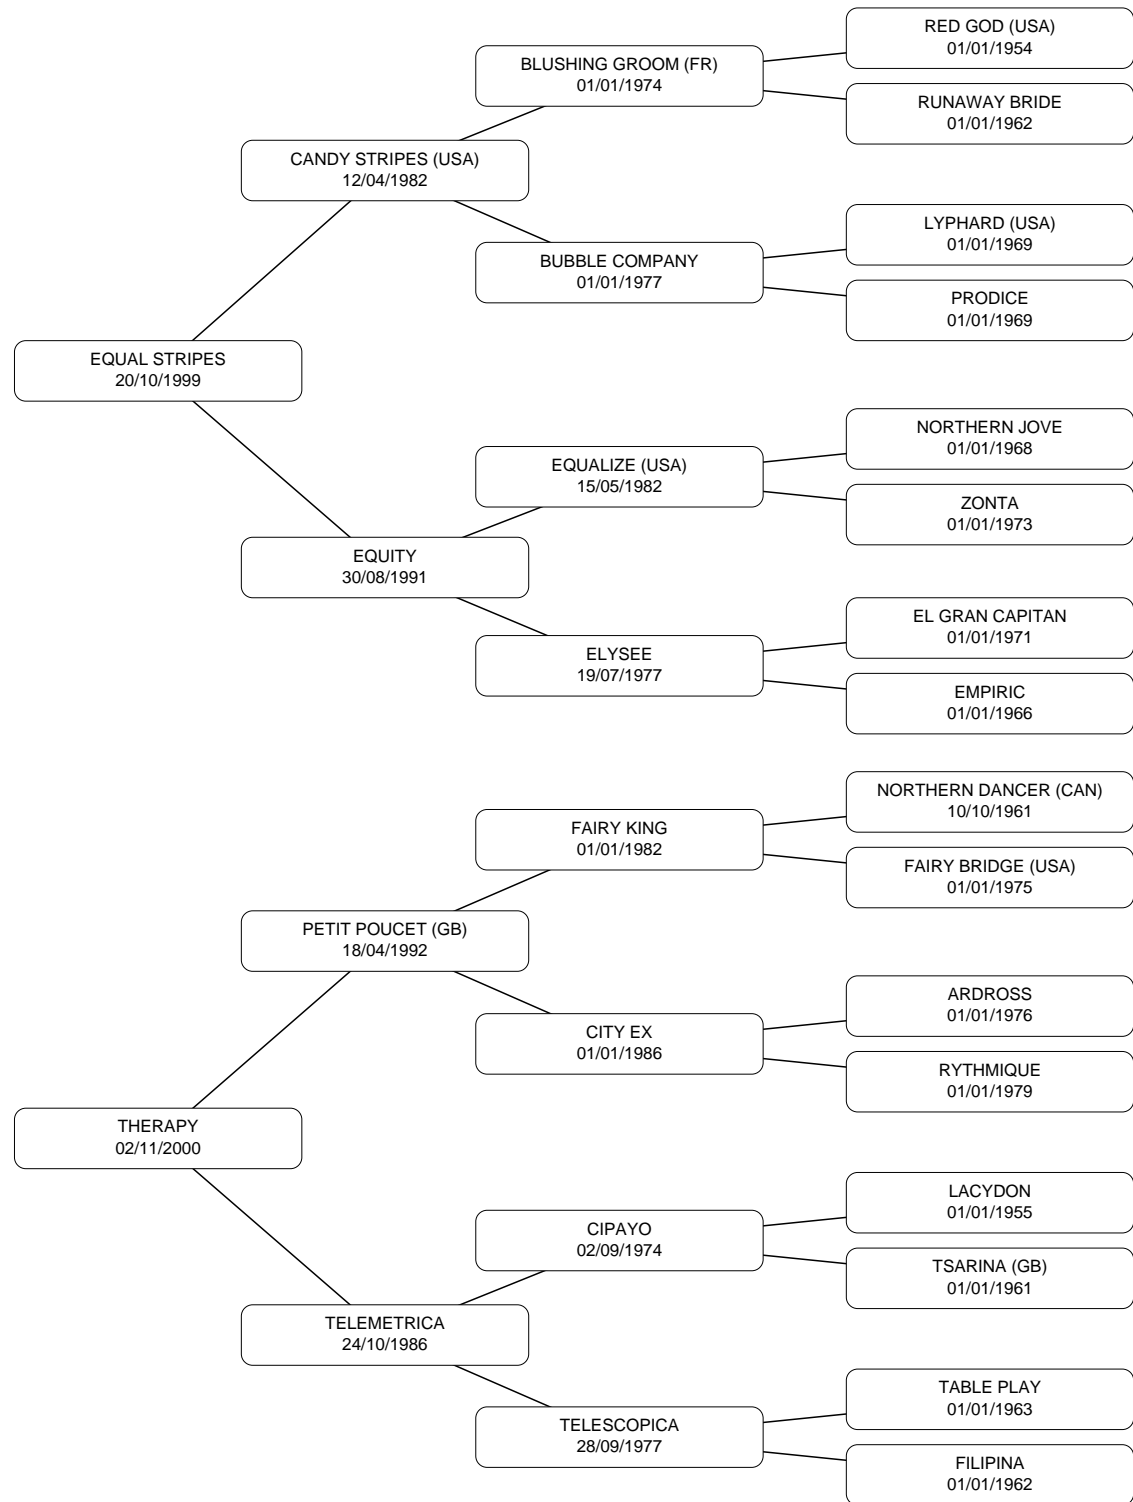 RED GOD (USA)
01/01/1954
BLUSHING GROOM (FR)
01/01/1974
RUNAWAY BRIDE
01/01/1962
CANDY STRIPES (USA)
12/04/1982
LYPHARD (USA)
01/01/1969
BUBBLE COMPANY
01/01/1977
PRODICE
01/01/1969
EQUAL STRIPES
20/10/1999
NORTHERN JOVE
01/01/1968
EQUALIZE (USA)
15/05/1982
ZONTA
01/01/1973
EQUITY
30/08/1991
EL GRAN CAPITAN
01/01/1971
ELYSEE
19/07/1977
EMPIRIC
01/01/1966
NORTHERN DANCER (CAN)
10/10/1961
FAIRY KING
01/01/1982
FAIRY BRIDGE (USA)
01/01/1975
PETIT POUCET (GB)
18/04/1992
ARDROSS
01/01/1976
CITY EX
01/01/1986
RYTHMIQUE
01/01/1979
THERAPY
02/11/2000
LACYDON
01/01/1955
CIPAYO
02/09/1974
TSARINA (GB)
01/01/1961
TELEMETRICA
24/10/1986
TABLE PLAY
01/01/1963
TELESCOPICA
28/09/1977
FILIPINA
01/01/1962